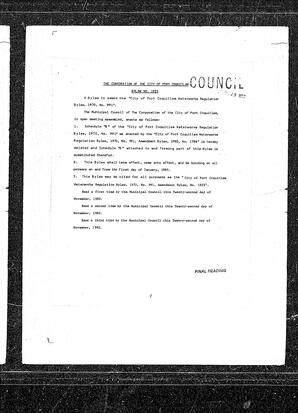 THE CORPORATION OF THE CITY OF PORT COQUITLAM
COUNCIL
BYLAW NO. 1855
A Bylaw to amend the "City of Port Coquitlam Waterworks Regulation
Bylaw, 1970, No. 991".
The Municipal Council of The Corporation of the City of Port Coquitlam,
in open meeting assembled, enacts as follows:
1. Schedule "B" of the "City of Port Coquitlam Waterworks Regulation
Bylaw, 1970, No. 991" as enacted by the "City of Port Coquitlam Waterworks
Regulation Bylaw, 1970, No. 991, Amendment Bylaw, No. is hereby
deleted and Schedule "B" attached to and forming part of this Bylaw is
substituted therefor.
2. This Bylaw shall take effect, come into effect, and be binding on all
persons on and from the first day of January, 1983.
3. This Bylaw may be cited for all purposes as the "City of Port Coquitlam
Waterworks Regulation Bylaw, 1970, No. 991, Amendment Bylaw, No. 1855".
Read a first time by the Municipal Council this Twenty-second day of
November, 1982.
Read a second time by the Municipal Council this Twenty-second day of
November, 1982.
Read a third time by the Municipal Council this Twenty-second day of
November, 1982.
FINAL READING